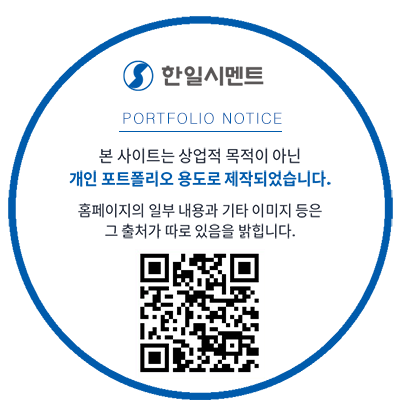 한일시멘트
PORTFOLIO NOTICE
본 사이트는 상업적 목적이 아닌
개인 포트폴리오 용도로 제작되었습니다.
홈페이지의 일부 내용과 기타 이미지 등은
그 출처가 따로 있음을 밝힙니다.